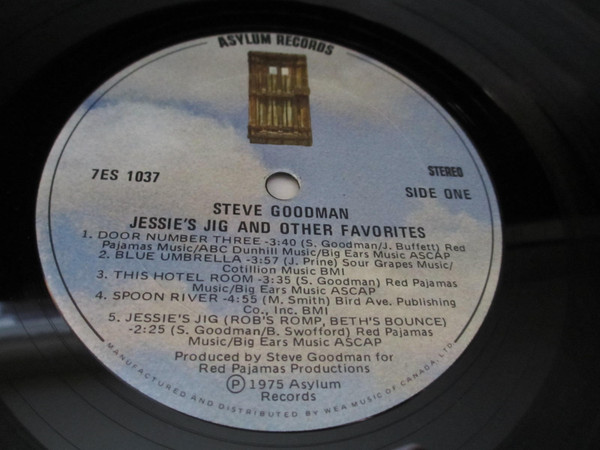 ASYLUM RECORDS
7ES 1037
STEREO
SIDE ONE
STEVE GOODMAN
JESSIE'S JIG AND OTHER FAVORITES
1. DOOR NUMBER THREE -3:40 (S. Goodman/J. Buffett) Red
Pajamas Music/ABC Dunhill Music/Big Ears Music ASCAP
2. BLUE UMBRELLA -3:57 (J. Prine) Sour Grapes Music/
Cotillion Music BMI
3. THIS HOTEL ROOM -3:35 (S. Goodman) Red Pajamas
Music/Big Ears Music ASCAP
4. SPOON RIVER -4:55 (M. Smith) Bird Ave. Publishing
Co., Inc. BMI
5. JESSIE'S JIG (ROB'S ROMP, BETH'S BOUNCE)
-2:25 (S. Goodman/B. Swofford) Red Pajamas
Music/Big Ears Music ASCAP
Produced by Steve Goodman for
Red Pajamas Productions
Ⓟ 1975 Asylum
Records
MANUFACTURED AND DISTRIBUTED BY WEA MUSIC OF CANADA, LTD.